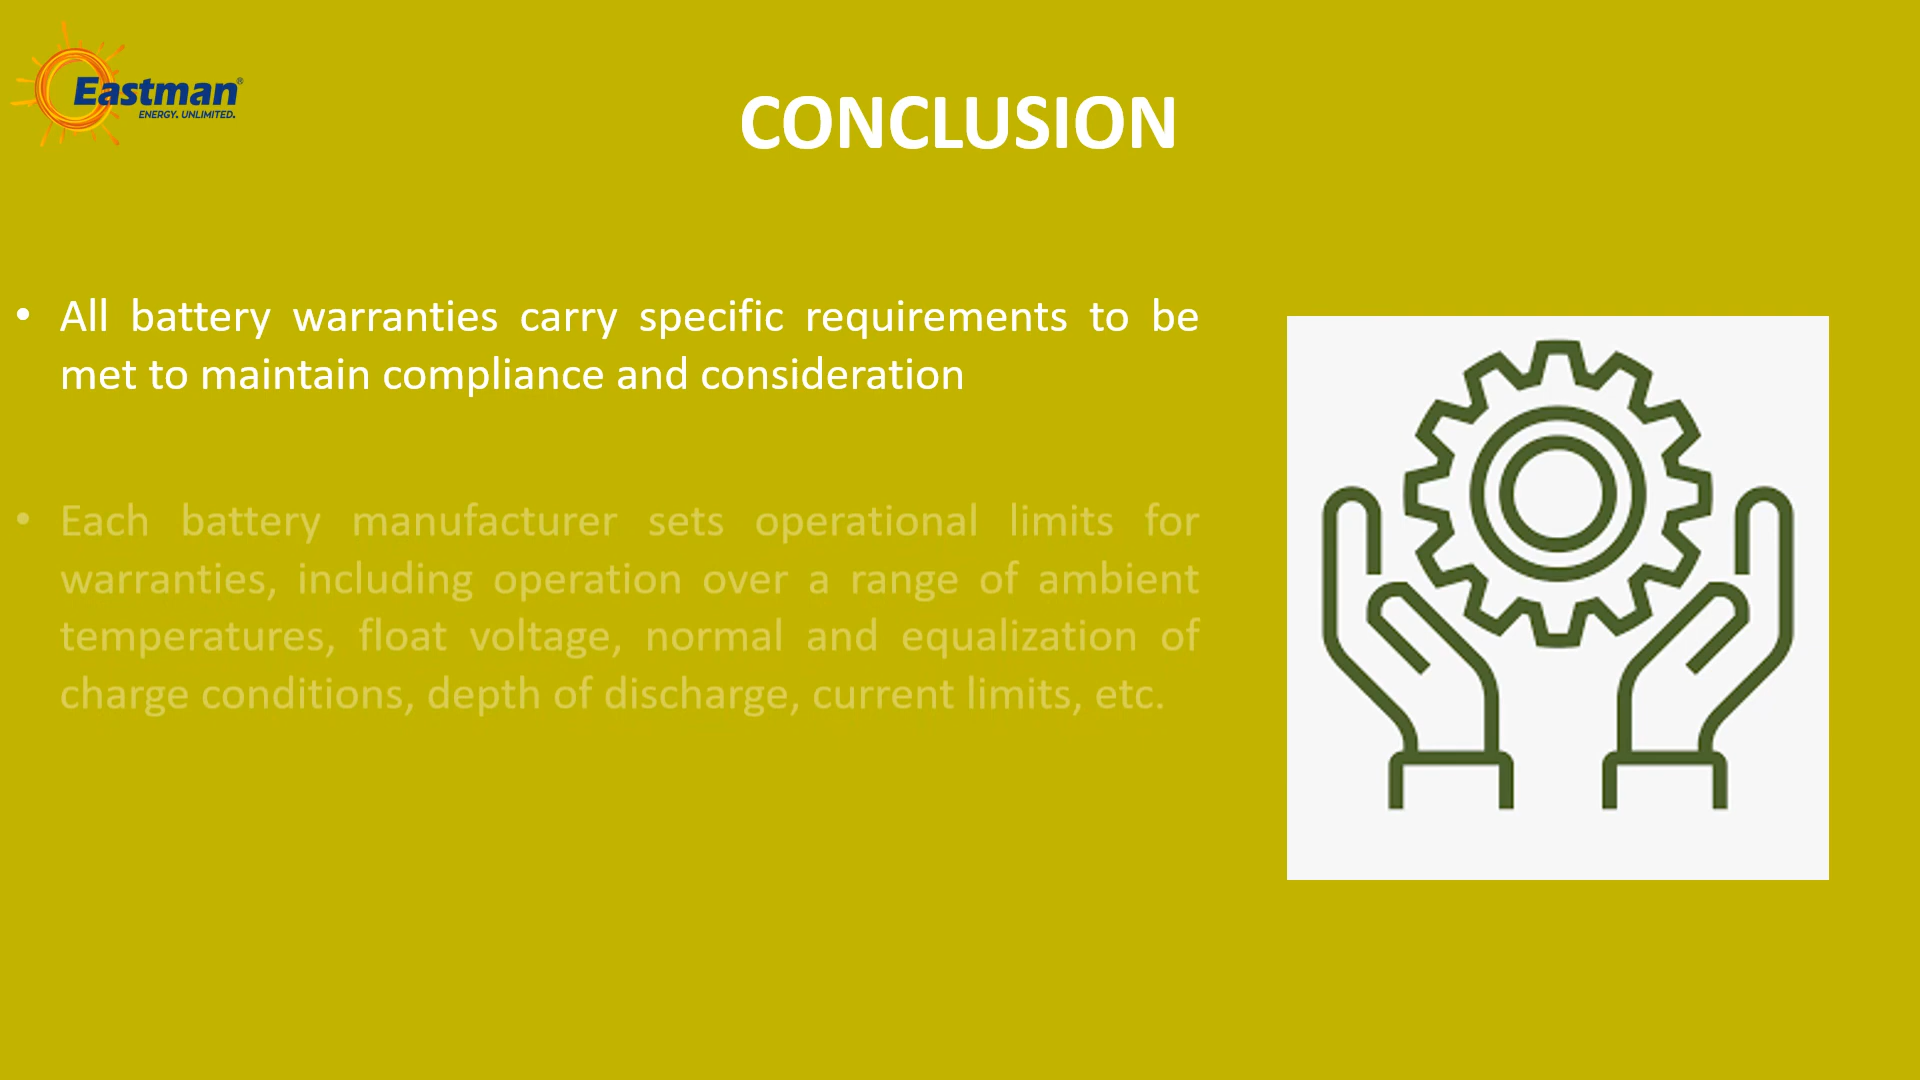 Eastman®
ENERGY. UNLIMITED.
CONCLUSION
• All battery warranties carry specific requirements to be
met to maintain compliance and consideration
• Each battery manufacturer sets operational limits for
warranties, including operation over a range of ambient
temperatures, float voltage, normal and equalization of
charge conditions, depth of discharge, current limits, etc.